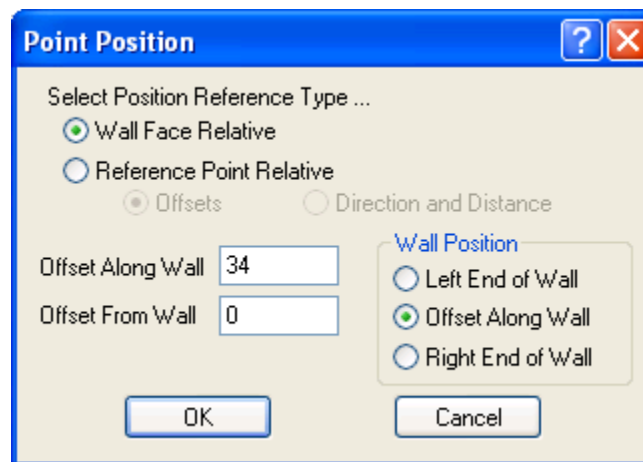 Point Position
Select Position Reference Type ...
Wall Face Relative
Reference Point Relative
Offsets Direction and Distance
Offset Along Wall 34
Offset From Wall 0
Wall Position
Left End of Wall
Offset Along Wall
Right End of Wall
OK Cancel